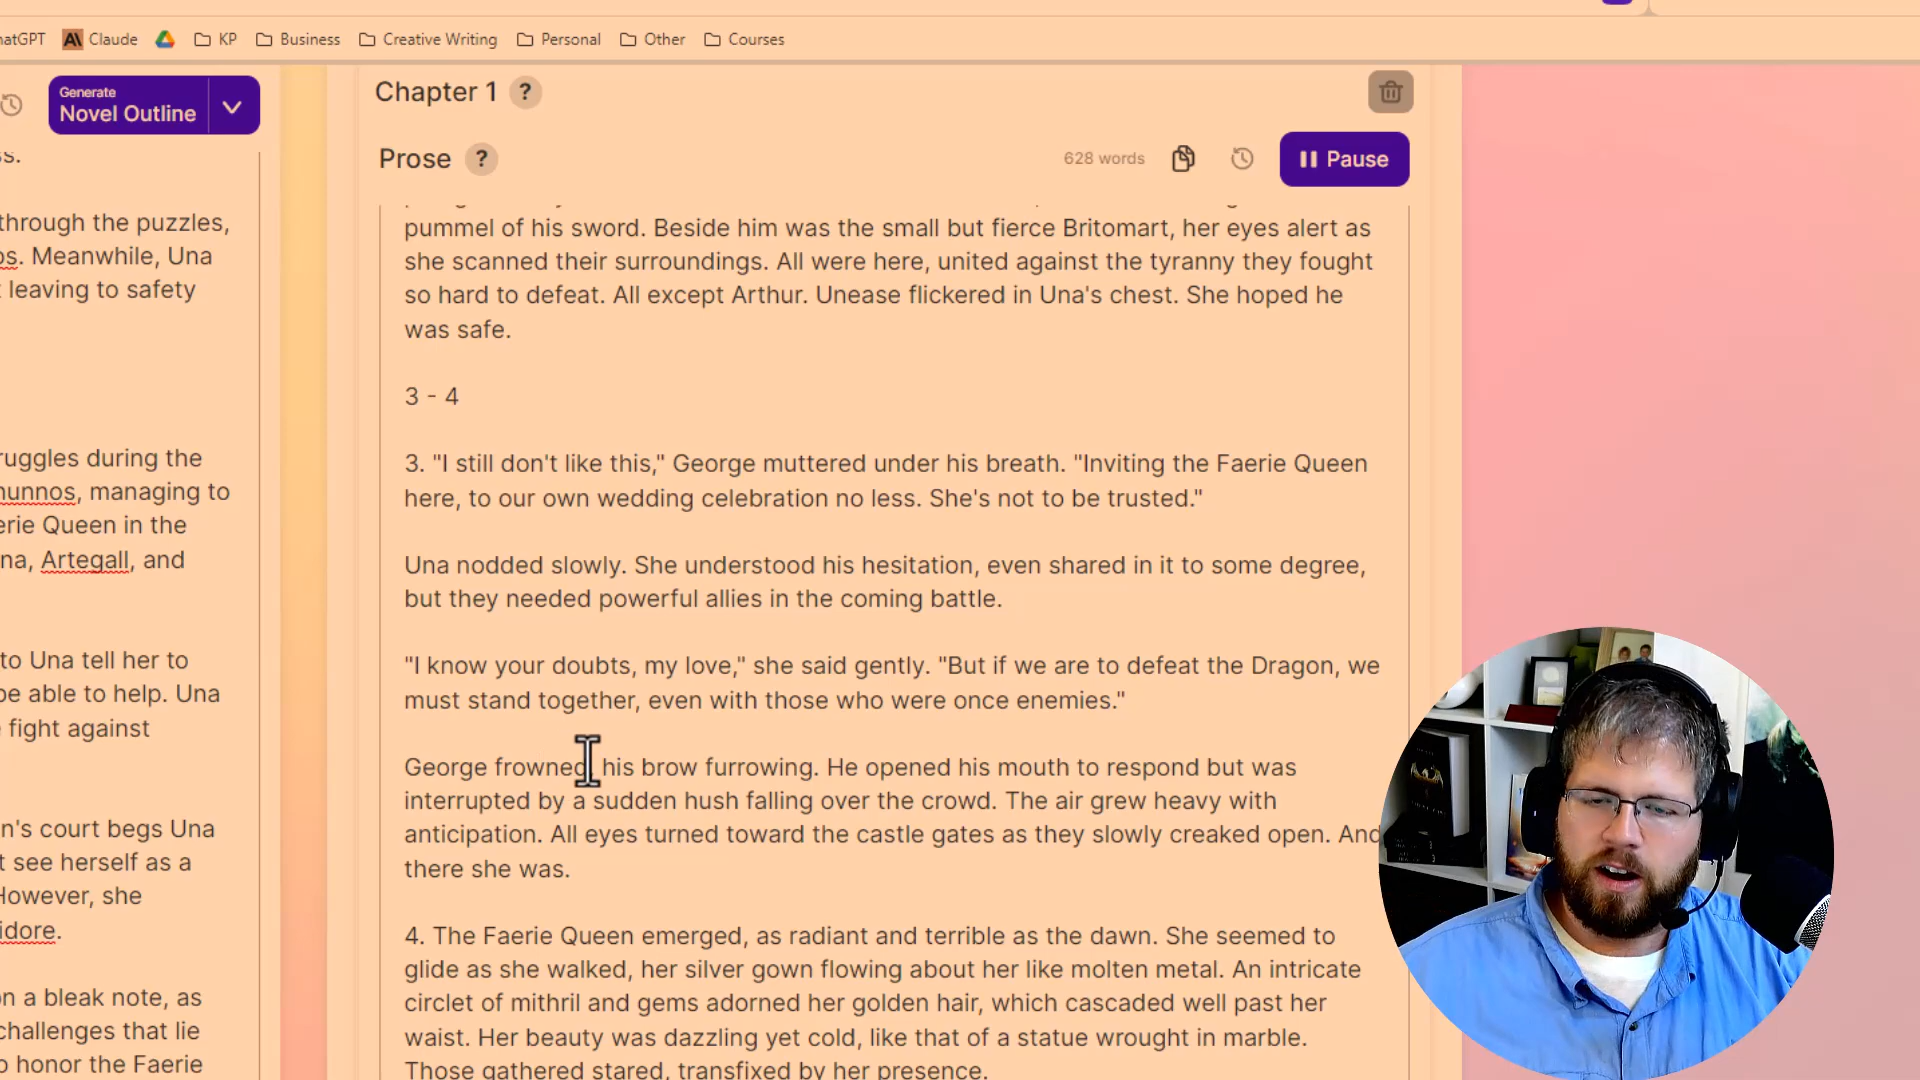 Claude
KP
Business
Creative Writing
Personal
Other
Courses
Generate
Novel Outline
through the puzzles,
Meanwhile, Una
leaving to safety
during the
managing to
Queen in the
Artegall, and
to Una tell her to
be able to help. Una
fight against
court begs Una
see herself as a
However, she
on a bleak note, as
challenges that lie
honor the Faerie
Chapter 1 ?
Prose ?
628 words
Pause
pummel of his sword. Beside him was the small but fierce Britomart, her eyes alert as
she scanned their surroundings. All were here, united against the tyranny they fought
so hard to defeat. All except Arthur. Unease flickered in Una's chest. She hoped he
was safe.
3 - 4
3. "I still don't like this," George muttered under his breath. "Inviting the Faerie Queen
here, to our own wedding celebration no less. She's not to be trusted."
Una nodded slowly. She understood his hesitation, even shared in it to some degree,
but they needed powerful allies in the coming battle.
"I know your doubts, my love," she said gently. "But if we are to defeat the Dragon, we
must stand together, even with those who were once enemies."
George frowned, his brow furrowing. He opened his mouth to respond but was
interrupted by a sudden hush falling over the crowd. The air grew heavy with
anticipation. All eyes turned toward the castle gates as they slowly creaked open. And
there she was.
4. The Faerie Queen emerged, as radiant and terrible as the dawn. She seemed to
glide as she walked, her silver gown flowing about her like molten metal. An intricate
circlet of mithril and gems adorned her golden hair, which cascaded well past her
waist. Her beauty was dazzling yet cold, like that of a statue wrought in marble.
Those gathered stared, transfixed by her presence.